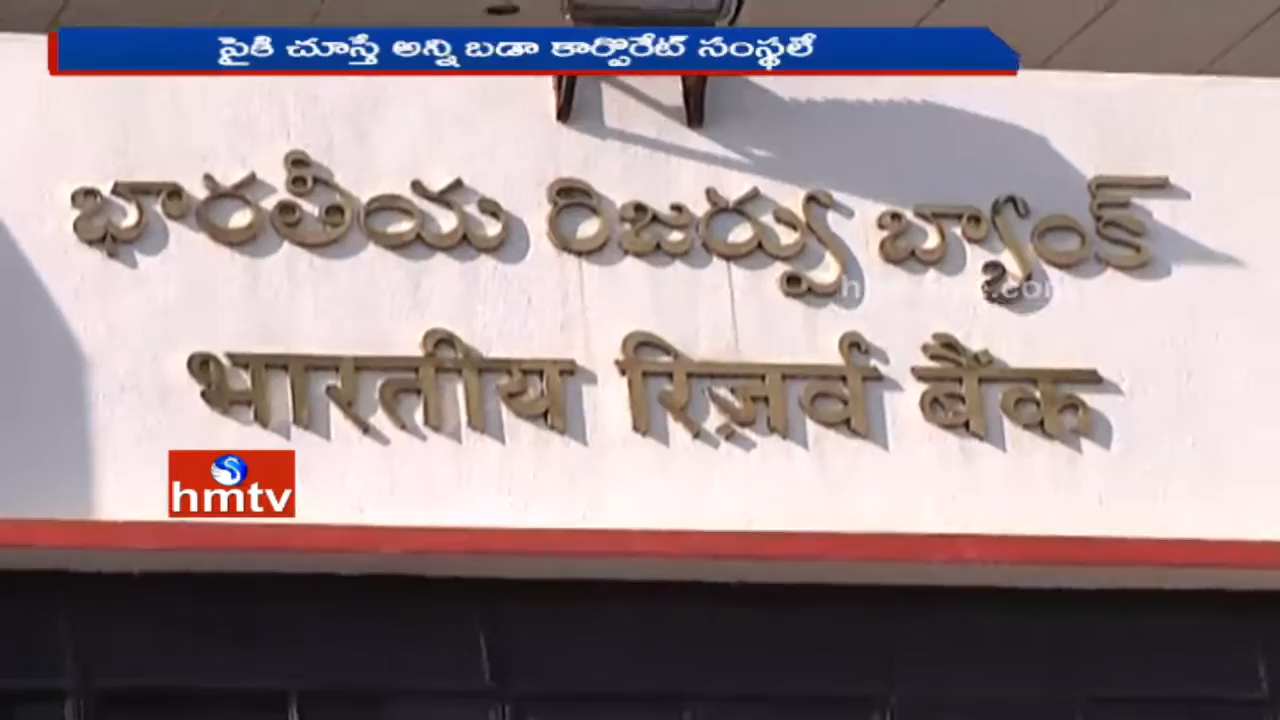 పైకి చూస్తే అన్ని బడా కార్పొరేట్ సంస్థలే
భారతీయ రిజర్వు బ్యాంక్
भारतीय रिज़र्व बैंक
hmtv